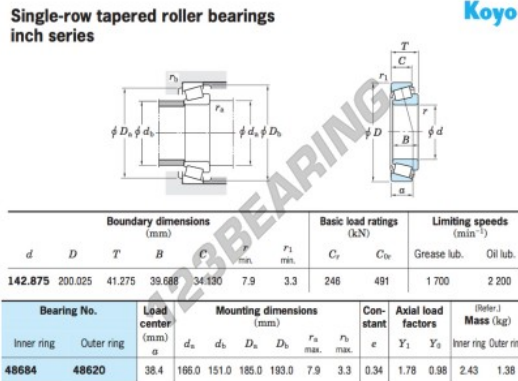 Single-row tapered roller bearings
inch series
Koyo
T
C
r1
r
φD
B
φd
a
rb
ra
φDa φdb
φda φDb
123BEARING
Boundary dimensions
(mm)
Basic load ratings
(kN)
Limiting speeds
(min⁻¹)
d D T B C r min. r1 min. Cr C0r Grease lub. Oil lub.
142.875 200.025 41.275 39.688 34.130 7.9 3.3 246 491 1 700 2 200
Bearing No.
Load center (mm) a
Mounting dimensions
(mm)
Con-stant e
Axial load factors
(Refer.)
Mass (kg)
Inner ring Outer ring da db Da Db ra max. rb max. Y1 Y0 Inner ring Outer rin
48684 48620 38.4 166.0 151.0 185.0 193.0 7.9 3.3 0.34 1.78 0.98 2.43 1.38